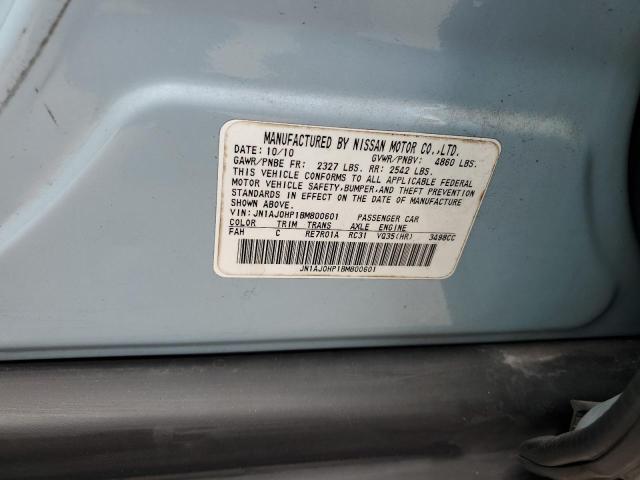 MANUFACTURED BY NISSAN MOTOR CO.,LTD.
DATE: 10/10 GVWR/PNBV: 4860 LBS.
GAWR/PNBE FR: 2327 LBS. RR: 2542 LBS.
THIS VEHICLE CONFORMS TO ALL APPLICABLE FEDERAL
MOTOR VEHICLE SAFETY,BUMPER,AND THEFT PREVENTION
STANDARDS IN EFFECT ON THE DATE OF MANUFACTURE
SHOWN ABOVE.
VIN: JN1AJ0HP1BM800601 PASSENGER CAR
COLOR TRIM TRANS AXLE ENGINE
FAH C RE7R01A RC31 VQ35(HR) 3498CC
JN1AJ0HP1BM800601